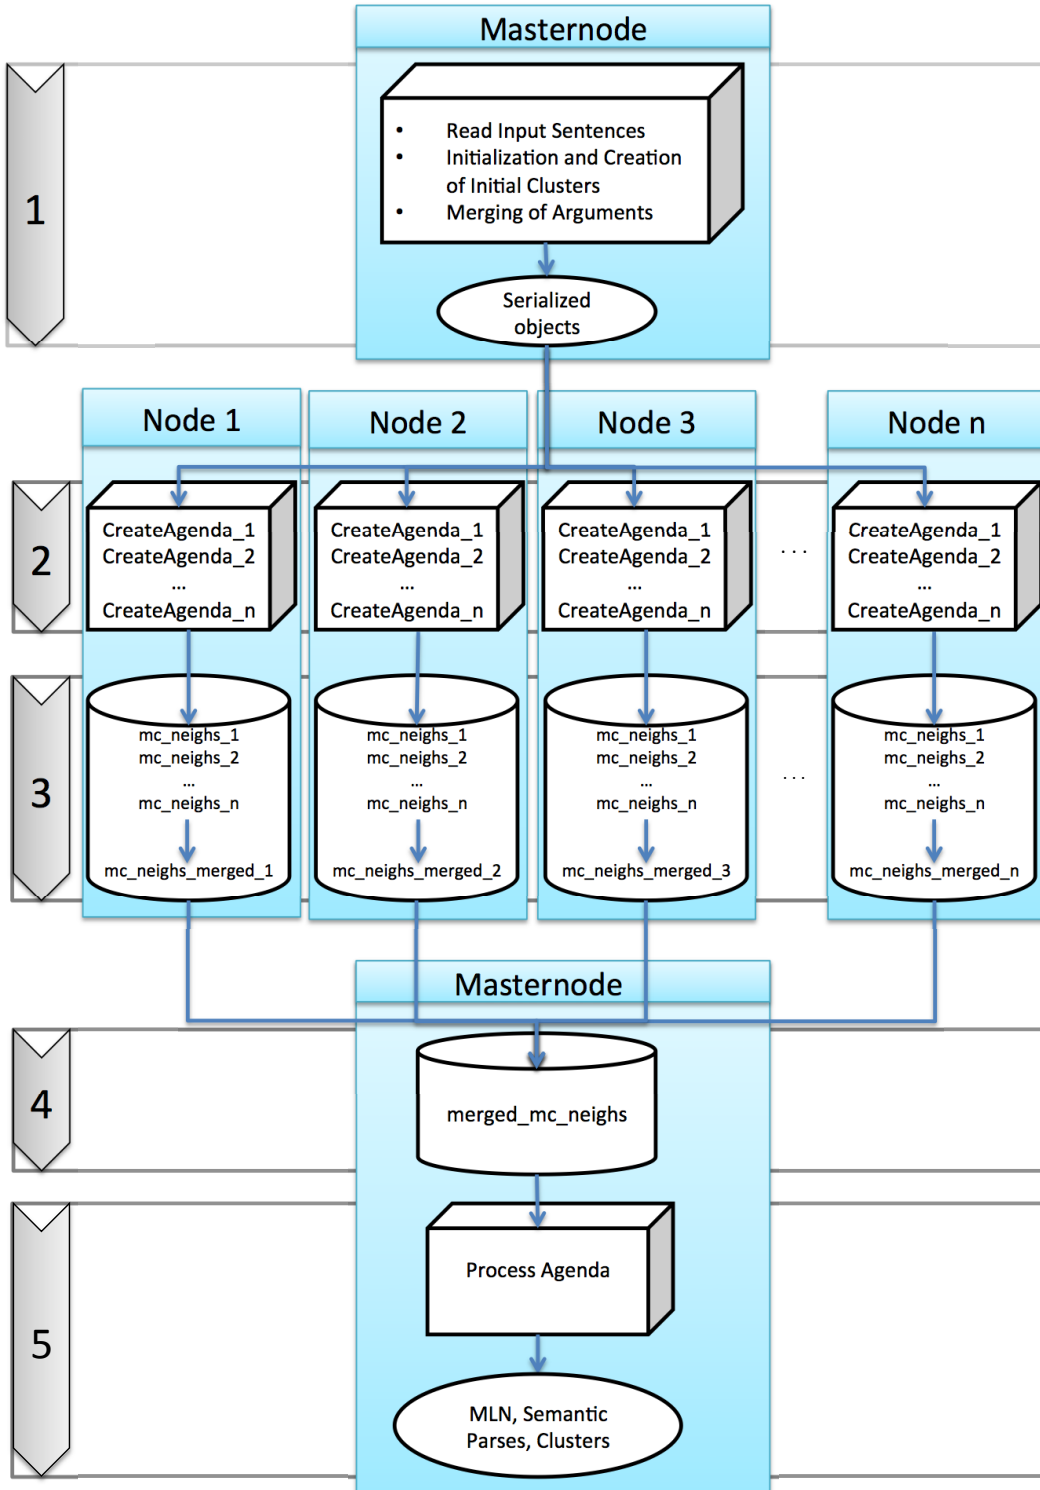 Masternode
1
• Read Input Sentences
• Initialization and Creation
of Initial Clusters
• Merging of Arguments
Serialized
objects
Node 1
Node 2
Node 3
Node n
2
CreateAgenda_1
CreateAgenda_2
...
CreateAgenda_n
CreateAgenda_1
CreateAgenda_2
...
CreateAgenda_n
CreateAgenda_1
CreateAgenda_2
...
CreateAgenda_n
. . .
CreateAgenda_1
CreateAgenda_2
...
CreateAgenda_n
3
mc_neighs_1
mc_neighs_2
...
mc_neighs_n
mc_neighs_merged_1
mc_neighs_1
mc_neighs_2
...
mc_neighs_n
mc_neighs_merged_2
mc_neighs_1
mc_neighs_2
...
mc_neighs_n
mc_neighs_merged_3
. . .
mc_neighs_1
mc_neighs_2
...
mc_neighs_n
mc_neighs_merged_n
Masternode
4
merged_mc_neighs
5
Process Agenda
MLN, Semantic
Parses, Clusters